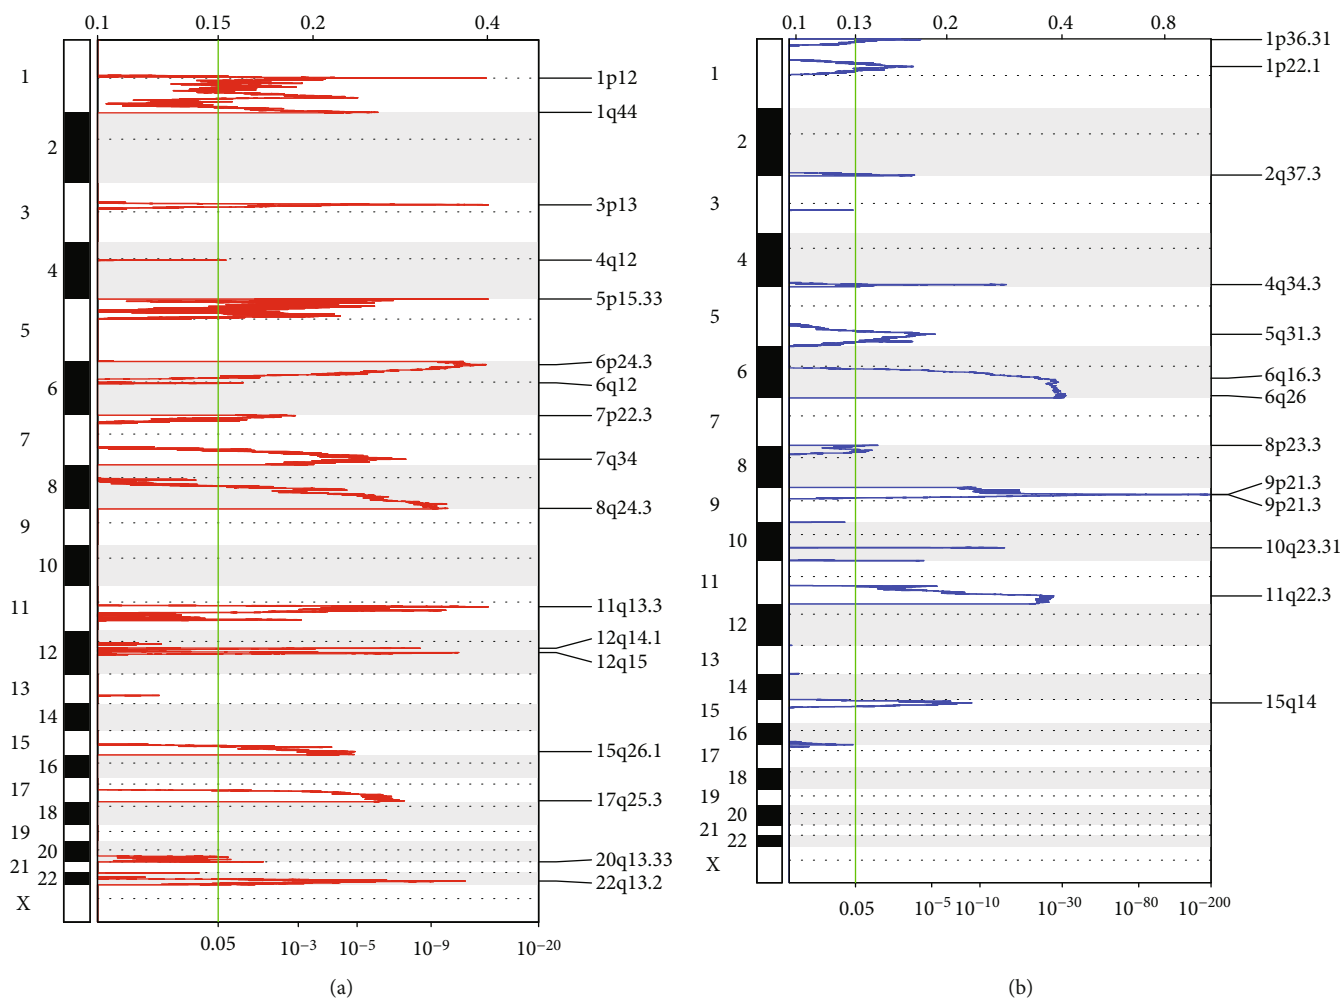 0.1 0.15 0.2 0.4
1
2
3
4
5
6
7
8
9
10
11
12
13
14
15
16
17
18
19
20
21
22
X
1p12
1q44
3p13
4q12
5p15.33
6p24.3
6q12
7p22.3
7q34
8q24.3
11q13.3
12q14.1
12q15
15q26.1
17q25.3
20q13.33
22q13.2
0.05 10−3 10−5 10−9 10−20
(a)
0.1 0.13 0.2 0.4 0.8
1
2
3
4
5
6
7
8
9
10
11
12
13
14
15
16
17
18
19
20
21
22
X
1p36.31
1p22.1
2q37.3
4q34.3
5q31.3
6q16.3
6q26
8p23.3
9p21.3
9p21.3
10q23.31
11q22.3
15q14
0.05 10−5 10−10 10−30 10−80 10−200
(b)